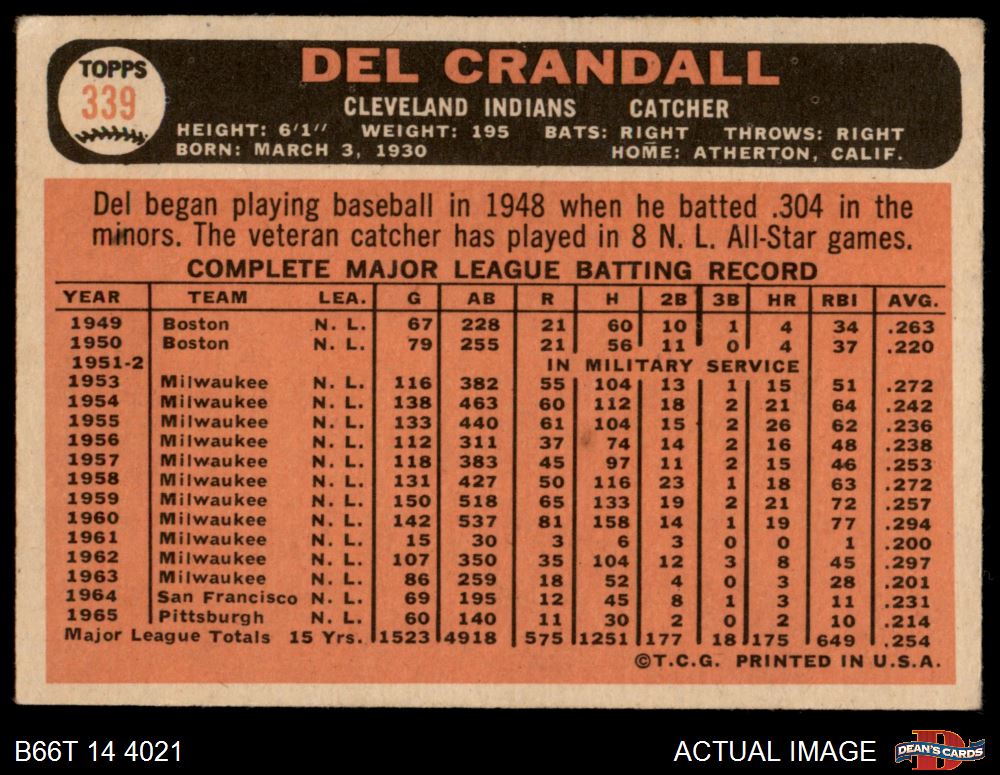 TOPPS
339
DEL CRANDALL
CLEVELAND INDIANS CATCHER
HEIGHT: 6'1" WEIGHT: 195 BATS: RIGHT THROWS: RIGHT
BORN: MARCH 3, 1930 HOME: ATHERTON, CALIF.
Del began playing baseball in 1948 when he batted .304 in the
minors. The veteran catcher has played in 8 N. L. All-Star games.
COMPLETE MAJOR LEAGUE BATTING RECORD
YEAR TEAM LEA. G AB R H 2B 3B HR RBI AVG.
1949 Boston N. L. 67 228 21 60 10 1 4 34 .263
1950 Boston N. L. 79 255 21 56 11 0 4 37 .220
1951-2 IN MILITARY SERVICE
1953 Milwaukee N. L. 116 382 55 104 13 1 15 51 .272
1954 Milwaukee N. L. 138 463 60 112 18 2 21 64 .242
1955 Milwaukee N. L. 133 440 61 104 15 2 26 62 .236
1956 Milwaukee N. L. 112 311 37 74 14 2 16 48 .238
1957 Milwaukee N. L. 118 383 45 97 11 2 15 46 .253
1958 Milwaukee N. L. 131 427 50 116 23 1 18 63 .272
1959 Milwaukee N. L. 150 518 65 133 19 2 21 72 .257
1960 Milwaukee N. L. 142 537 81 158 14 1 19 77 .294
1961 Milwaukee N. L. 15 30 3 6 3 0 0 1 .200
1962 Milwaukee N. L. 107 350 35 104 12 3 8 45 .297
1963 Milwaukee N. L. 86 259 18 52 4 0 3 28 .201
1964 San Francisco N. L. 69 195 12 45 8 1 3 11 .231
1965 Pittsburgh N. L. 60 140 11 30 2 0 2 10 .214
Major League Totals 15 Yrs. 1523 4918 575 1251 177 18 175 649 .254
©T.C.G. PRINTED IN U.S.A.
B66T 14 4021 ACTUAL IMAGE
D
DEAN'S CARDS